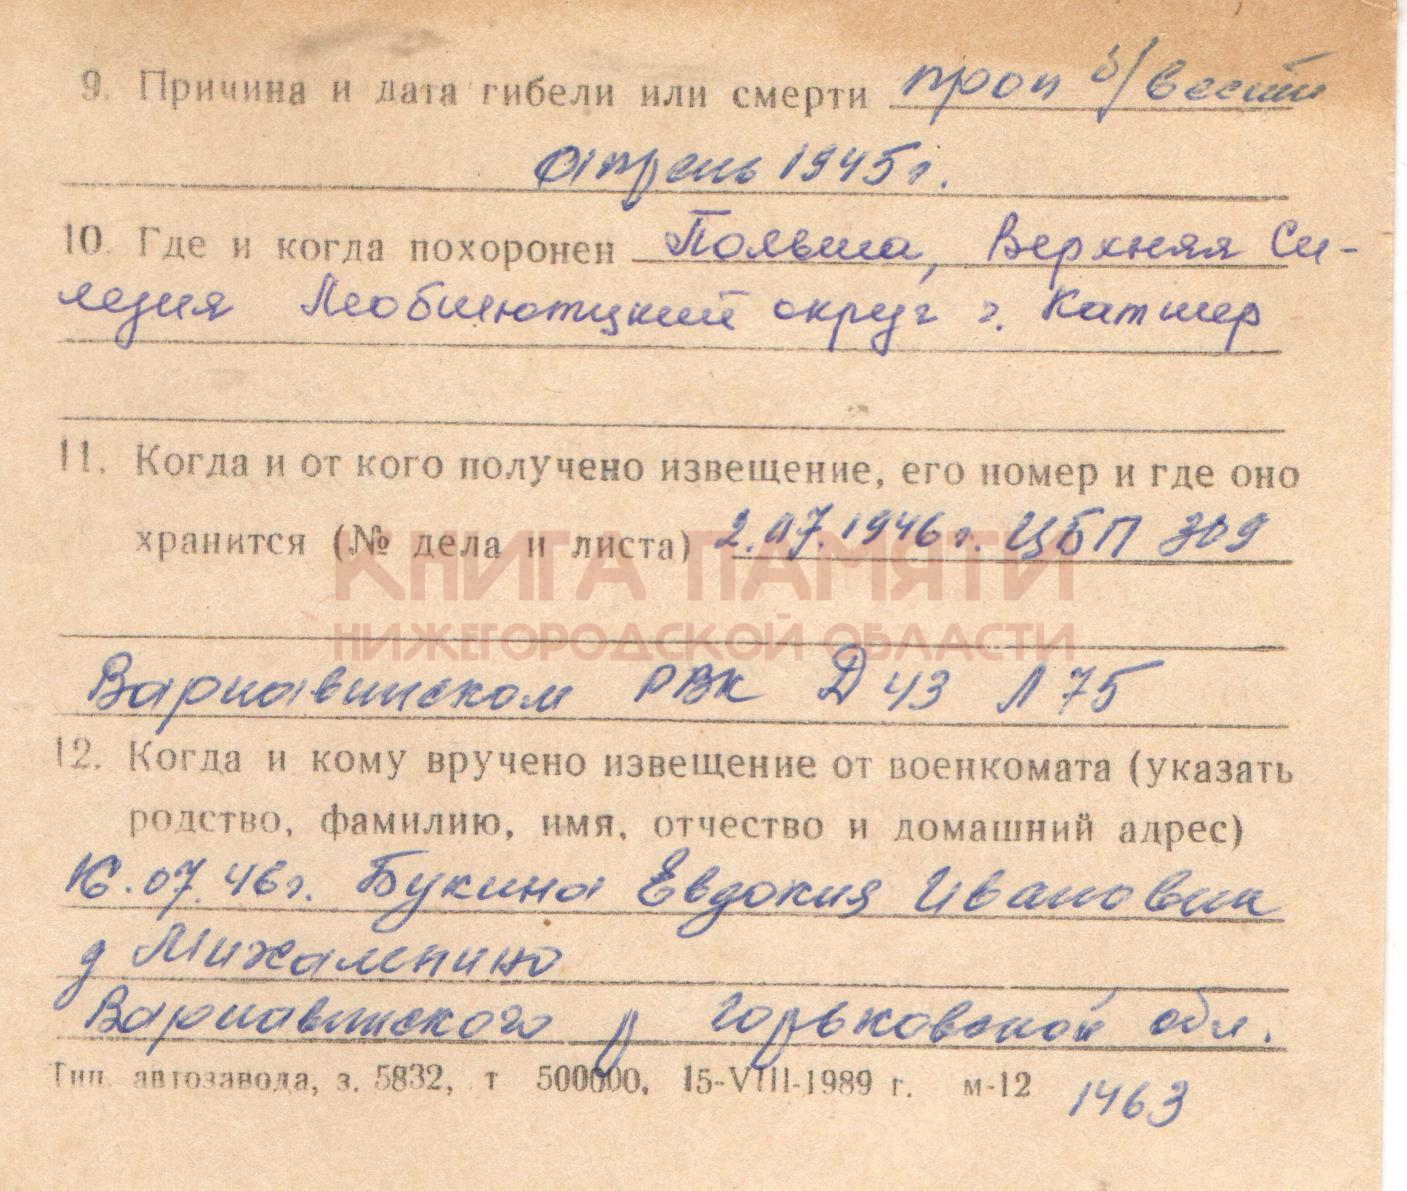 9. Причина и дата гибели или смерти проп б/вести
апрель 1945 г.
10. Где и когда похоронен Польша, Верхняя Си-
лезия Леобшютцкий округ г. Катшер
11. Когда и от кого получено извещение, его номер и где оно
хранится (№ дела и листа) 2.07.1946 г. ЦБП 309
КНИГА ПАМЯТИ
НИЖЕГОРОДСКОЙ ОБЛАСТИ
Варнавинском РВК Д 43 Л 75
12. Когда и кому вручено извещение от военкомата (указать
родство, фамилию, имя, отчество и домашний адрес)
.07.46 г. Букина Евдокия Ивановн
д Михаленино
Варнавинского р Горьковской обл.
Тип. автозавода, з. 5832, т 500000, 15-VIII-1989 г. м-12 1463